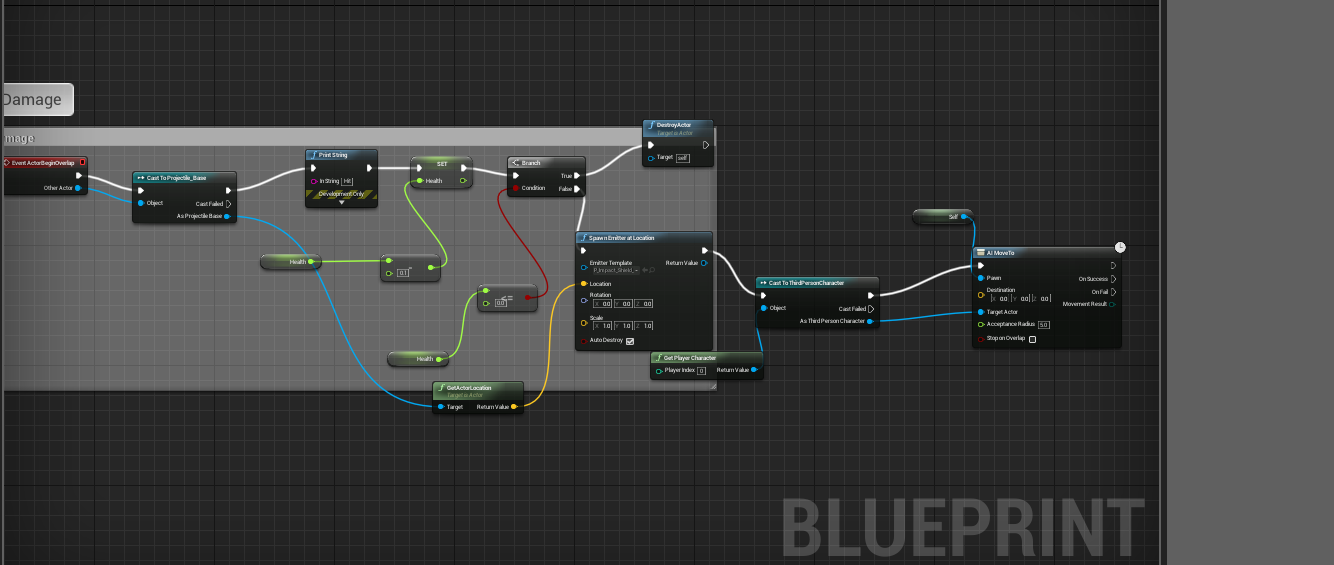 Damage
mage
DestroyActor
Target is Actor
Target self
Event ActorBeginOverlap
Other Actor
Cast To Projectile_Base
Object
Cast Failed
As Projectile Base
Print String
In String Hit
Development Only
SET
Health
Branch
Condition
True
False
Health
0.1
<=
0.0
Health
GetActorLocation
Target is Actor
Target
Return Value
Spawn Emitter at Location
Emitter Template
Return Value
P_Impact_Shield_
Location
Rotation
X 0.0 Y 0.0 Z 0.0
Scale
X 1.0 Y 1.0 Z 1.0
Auto Destroy
Get Player Character
Player Index 0
Return Value
Cast To ThirdPersonCharacter
Object
Cast Failed
As Third Person Character
Self
AI MoveTo
Pawn
On Success
Destination
On Fail
X 0.0 Y 0.0 Z 0.0
Movement Result
Target Actor
Acceptance Radius 5.0
Stop on Overlap
BLUEPRINT